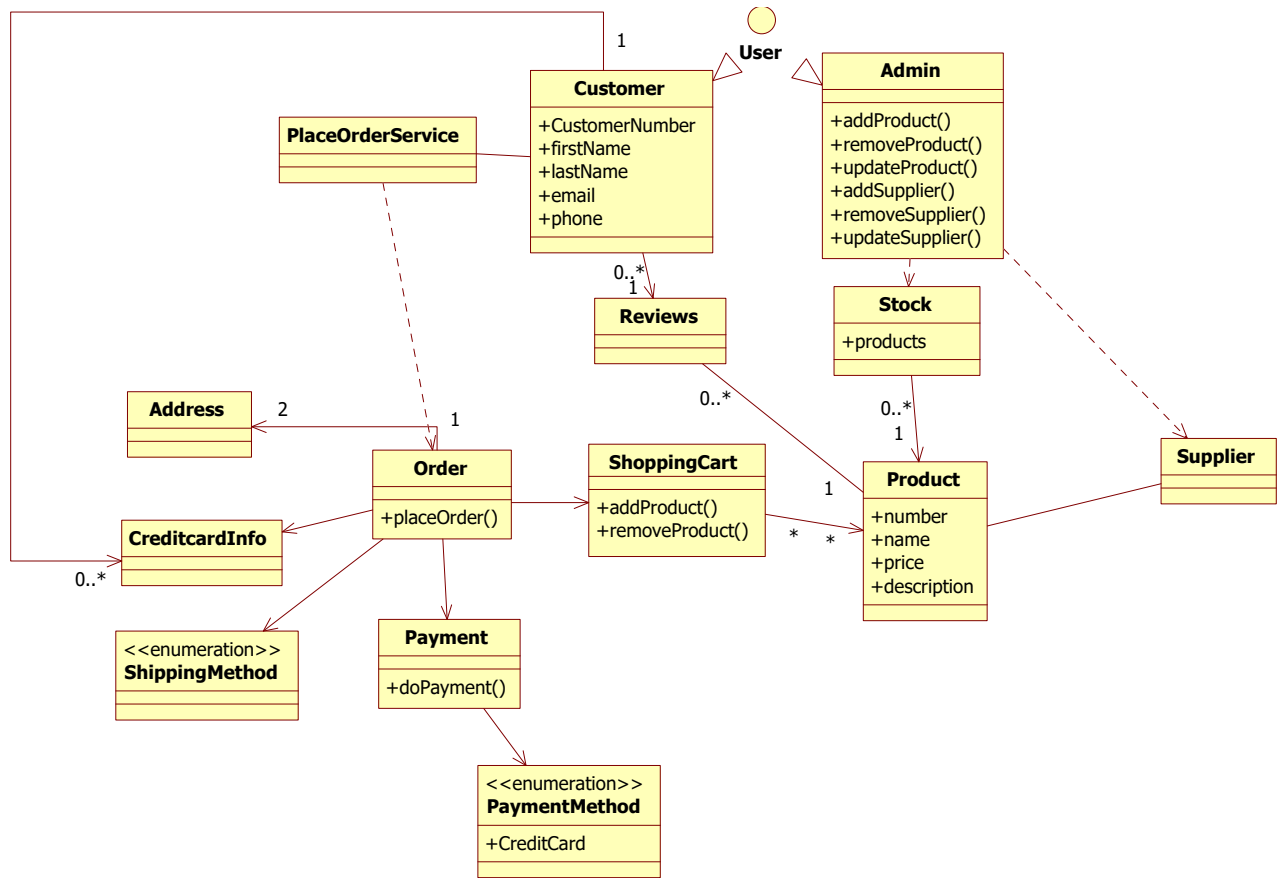 1
User
Customer
+CustomerNumber
+firstName
+lastName
+email
+phone
Admin
+addProduct()
+removeProduct()
+updateProduct()
+addSupplier()
+removeSupplier()
+updateSupplier()
PlaceOrderService
0..*
1
Reviews
Stock
+products
0..*
0..*
1
Address
2
1
Order
+placeOrder()
ShoppingCart
+addProduct()
+removeProduct()
*
*
1
Product
+number
+name
+price
+description
Supplier
CreditcardInfo
0..*
<<enumeration>>
ShippingMethod
Payment
+doPayment()
<<enumeration>>
PaymentMethod
+CreditCard